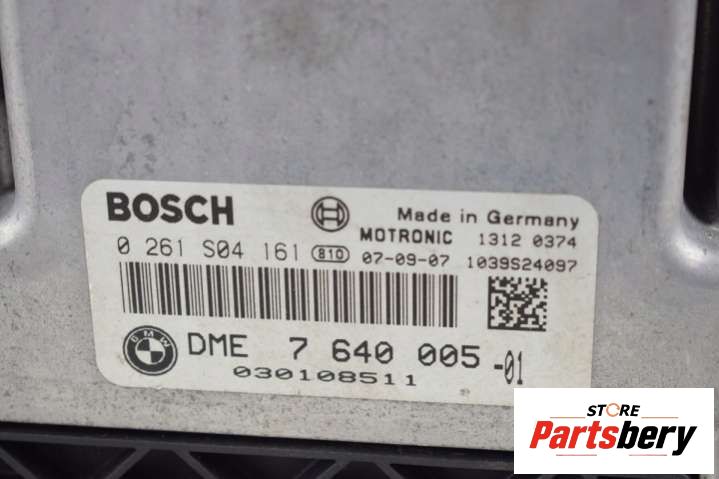 BOSCH
Made in Germany
MOTRONIC 1312 0374
0 261 S04 161 810 07-09-07 1039S24097
BMW DME 7 640 005 -01
030108511
STORE
Partsbery